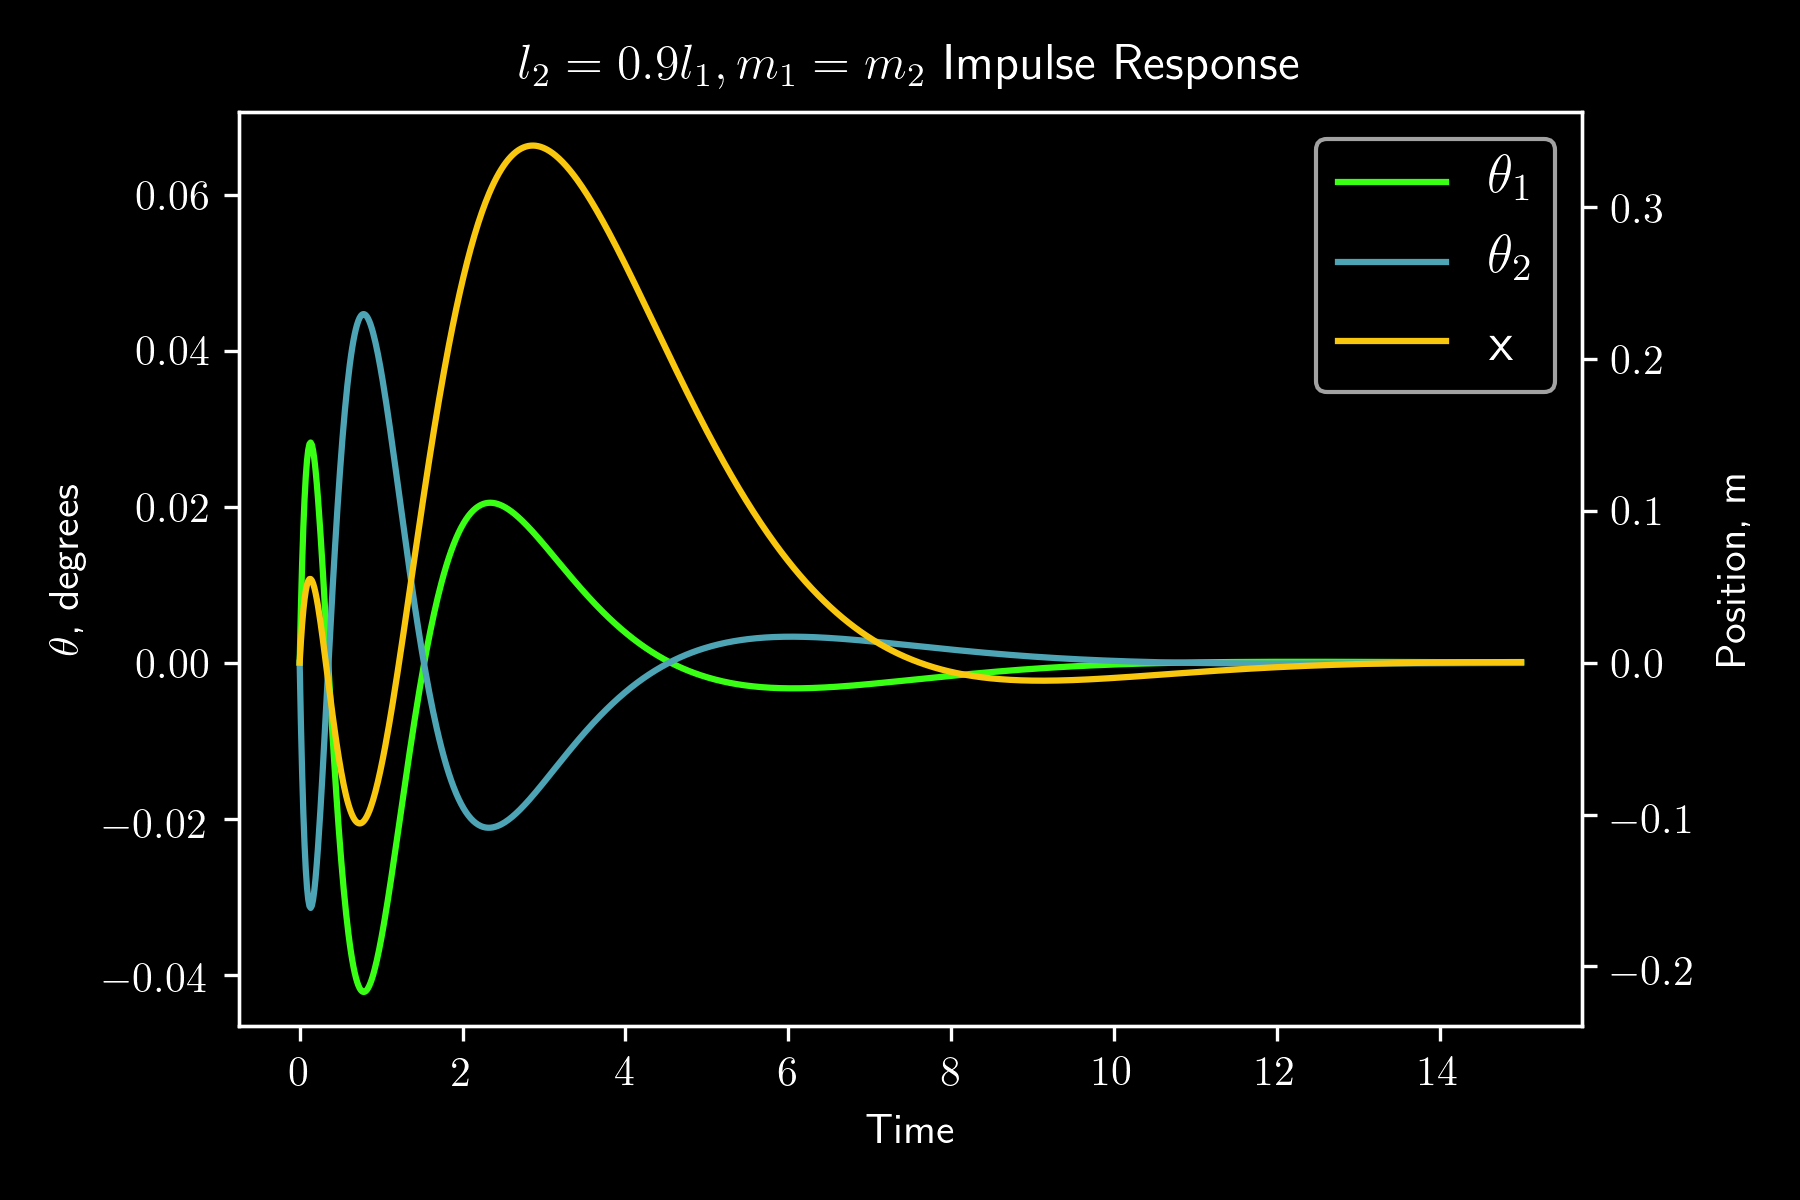 l₂ = 0.9l₁, m₁ = m₂ Impulse Response
θ₁
θ₂
x
0.06
0.04
0.02
0.00
−0.02
−0.04
θ, degrees
0.3
0.2
0.1
0.0
−0.1
−0.2
Position, m
0 2 4 6 8 10 12 14
Time